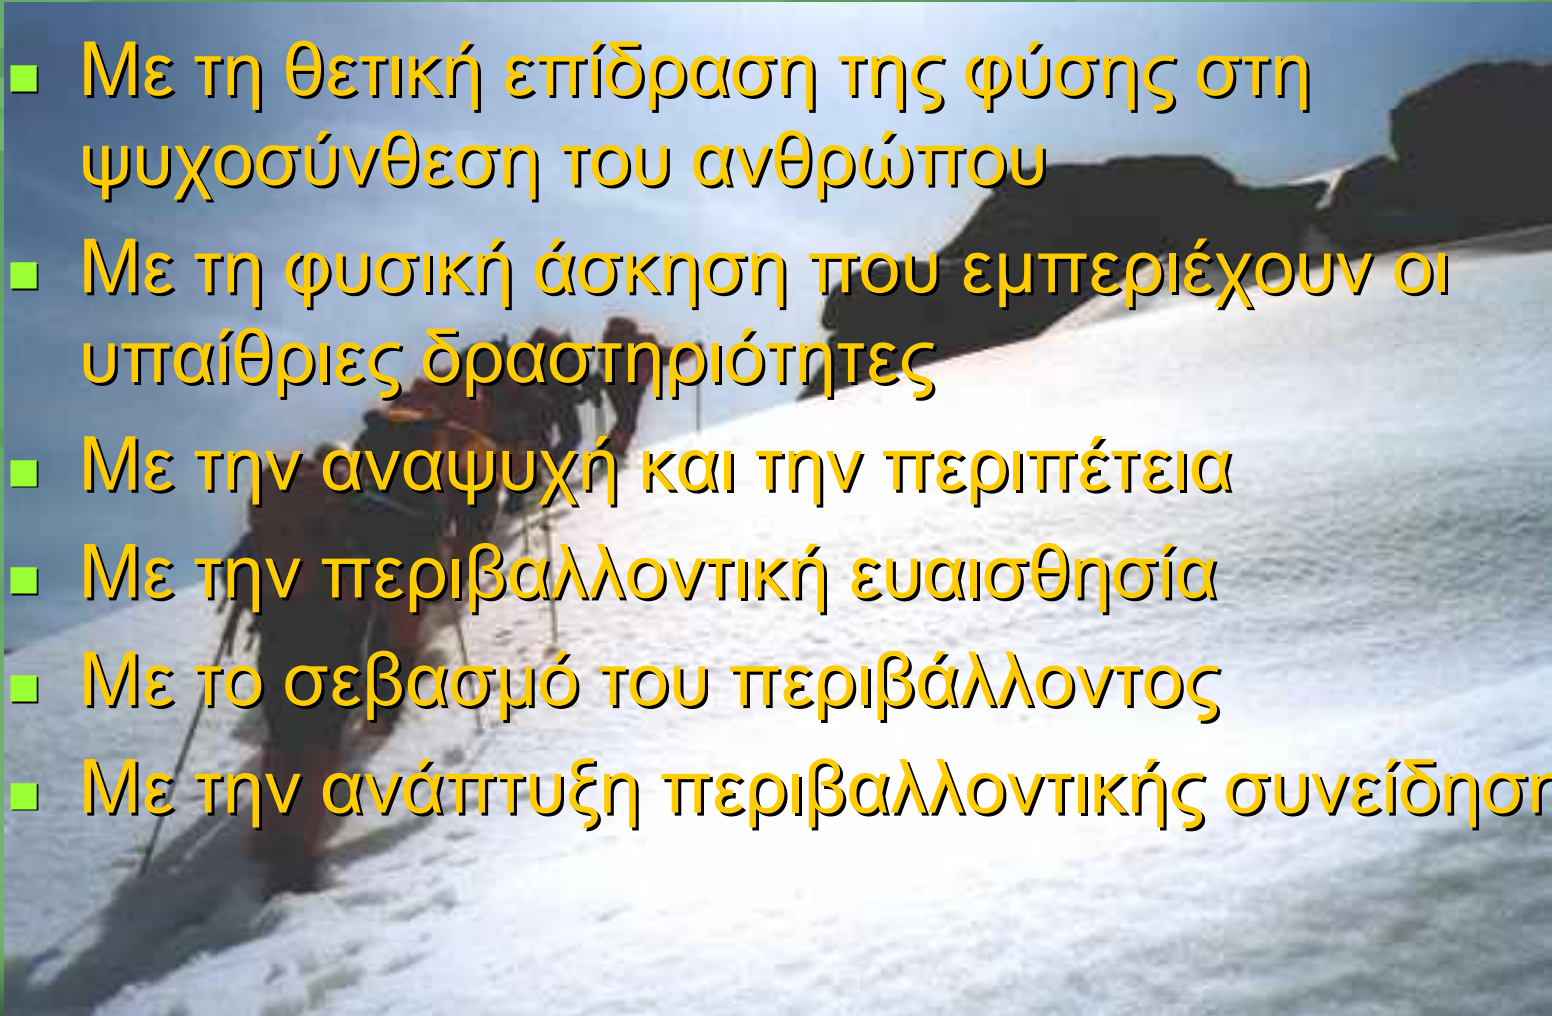 Με τη θετική επίδραση της φύσης στη
ψυχοσύνθεση του ανθρώπου
Με τη φυσική άσκηση που εμπεριέχουν οι
υπαίθριες δραστηριότητες
Με την αναψυχή και την περιπέτεια
Με την περιβαλλοντική ευαισθησία
Με το σεβασμό του περιβάλλοντος
Με την ανάπτυξη περιβαλλοντικής